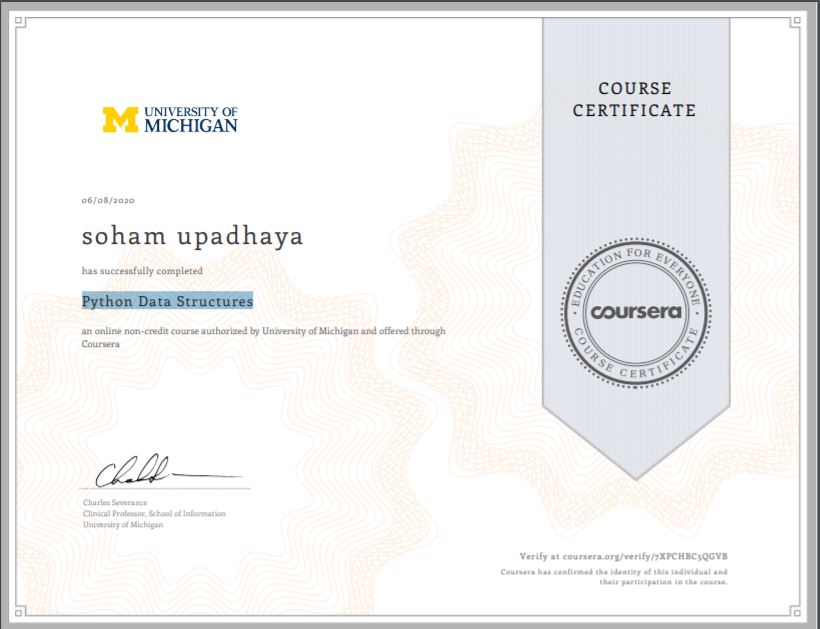 UNIVERSITY OF
MICHIGAN
COURSE
CERTIFICATE
06/08/2020
soham upadhaya
has successfully completed
Python Data Structures
an online non-credit course authorized by University of Michigan and offered through
Coursera
EDUCATION FOR EVERYONE
coursera
COURSE CERTIFICATE
Charles Severance
Clinical Professor, School of Information
University of Michigan
Verify at coursera.org/verify/7XPCHBC5QGVB
Coursera has confirmed the identity of this individual and
their participation in the course.